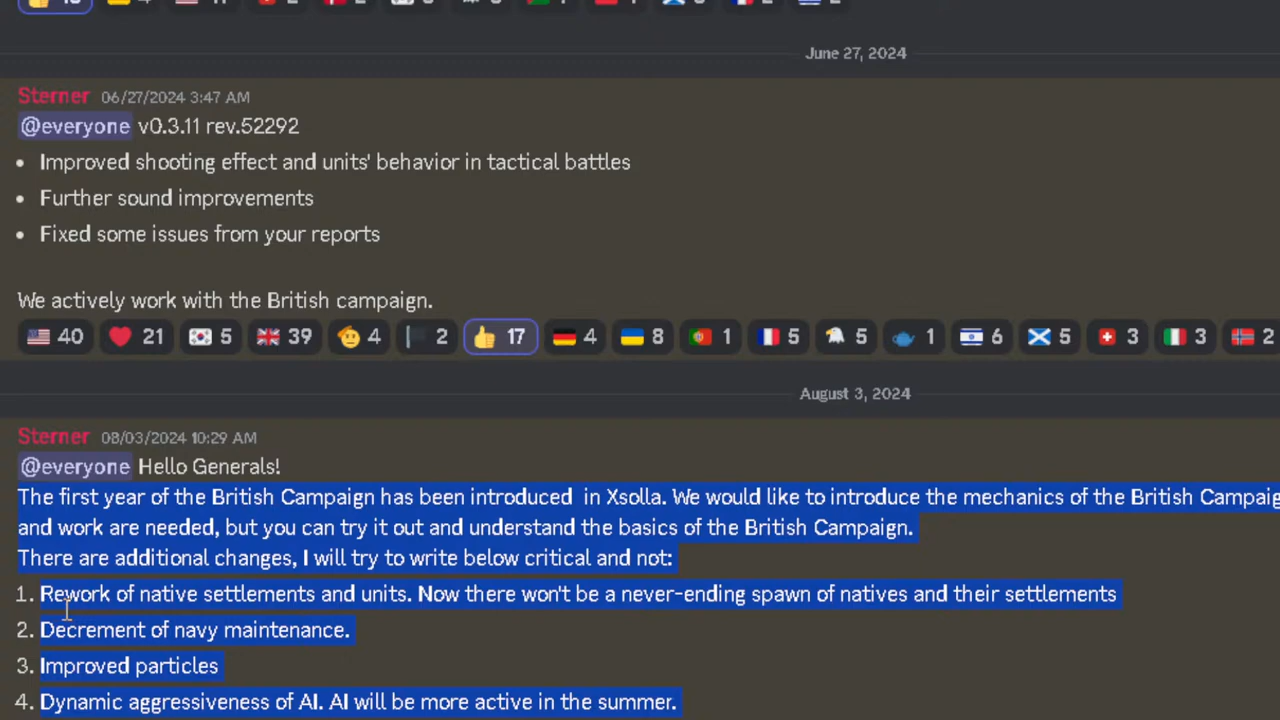 June 27, 2024
Sterner 06/27/2024 3:47 AM
@everyone v0.3.11 rev.52292
• Improved shooting effect and units' behavior in tactical battles
• Further sound improvements
• Fixed some issues from your reports
We actively work with the British campaign.
40 21 5 39 4 2 17 4 8 1 5 5 1 6 5 3 3 2
August 3, 2024
Sterner 08/03/2024 10:29 AM
@everyone Hello Generals!
The first year of the British Campaign has been introduced in Xsolla. We would like to introduce the mechanics of the British
and work are needed, but you can try it out and understand the basics of the British Campaign.
There are additional changes, I will try to write below critical and not:
1. Rework of native settlements and units. Now there won't be a never-ending spawn of natives and their settlements
2. Decrement of navy maintenance.
3. Improved particles
4. Dynamic aggressiveness of AI. AI will be more active in the summer.